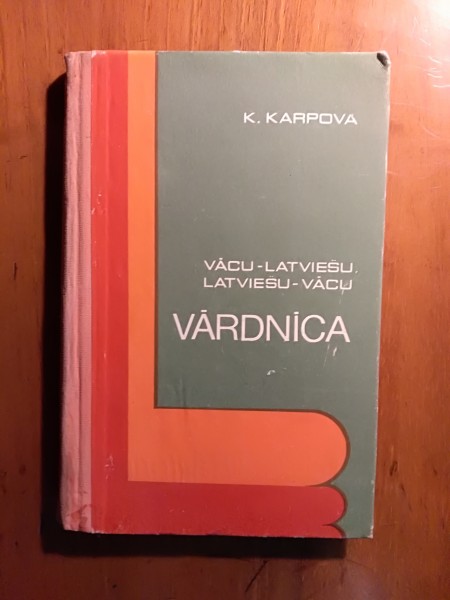 K. KARPOVA
VĀCU-LATVIEŠU,
LATVIEŠU-VĀCU
VĀRDNĪCA